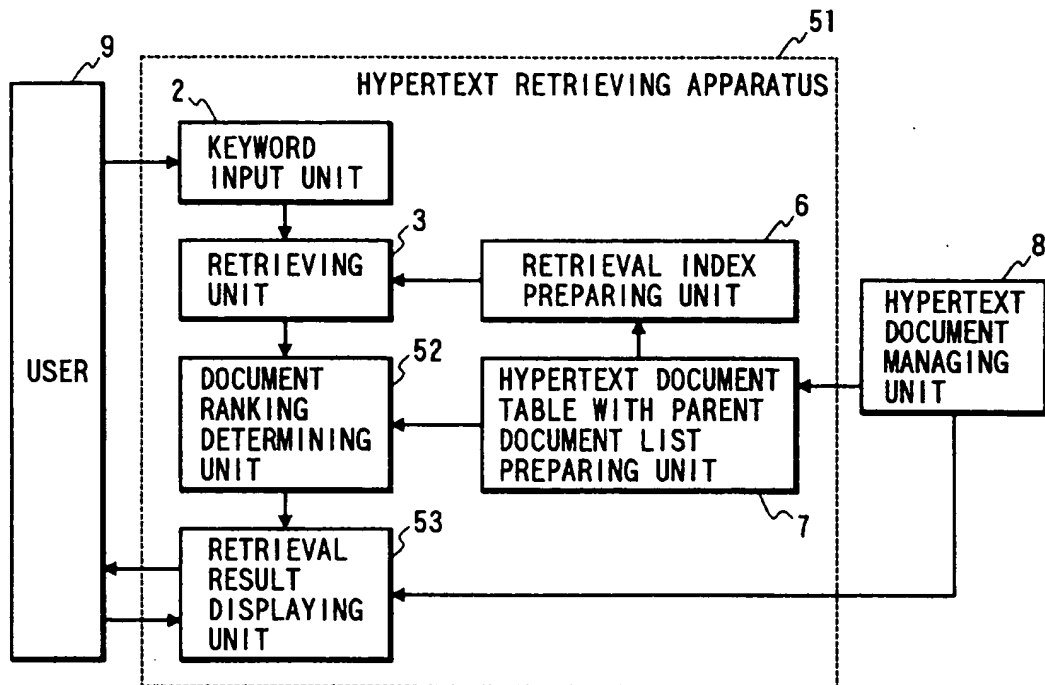 51
9
HYPERTEXT RETRIEVING APPARATUS
2
KEYWORD
INPUT UNIT
3
RETRIEVING
UNIT
6
RETRIEVAL INDEX
PREPARING UNIT
8
HYPERTEXT
DOCUMENT
MANAGING
UNIT
USER
52
DOCUMENT
RANKING
DETERMINING
UNIT
HYPERTEXT DOCUMENT
TABLE WITH PARENT
DOCUMENT LIST
PREPARING UNIT
7
53
RETRIEVAL
RESULT
DISPLAYING
UNIT